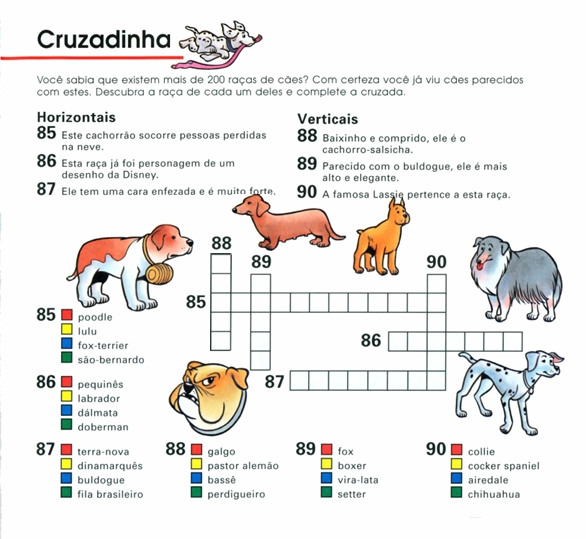 Cruzadinha
Você sabia que existem mais de 200 raças de cães? Com certeza você já viu cães parecidos
com estes. Descubra a raça de cada um deles e complete a cruzada.
Horizontais
85 Este cachorrão socorre pessoas perdidas
na neve.
86 Esta raça já foi personagem de um
desenho da Disney.
87 Ele tem uma cara enfezada e é muito forte.
Verticais
88 Baixinho e comprido, ele é o
cachorro-salsicha.
89 Parecido com o buldogue, ele é mais
alto e elegante.
90 A famosa Lassie pertence a esta raça.
88
89
90
85
86
87
85 poodle
lulu
fox-terrier
são-bernardo
86 pequinês
labrador
dálmata
doberman
87 terra-nova
dinamarquês
buldogue
fila brasileiro
88 galgo
pastor alemão
bassê
perdigueiro
89 fox
boxer
vira-lata
setter
90 collie
cocker spaniel
airedale
chihuahua